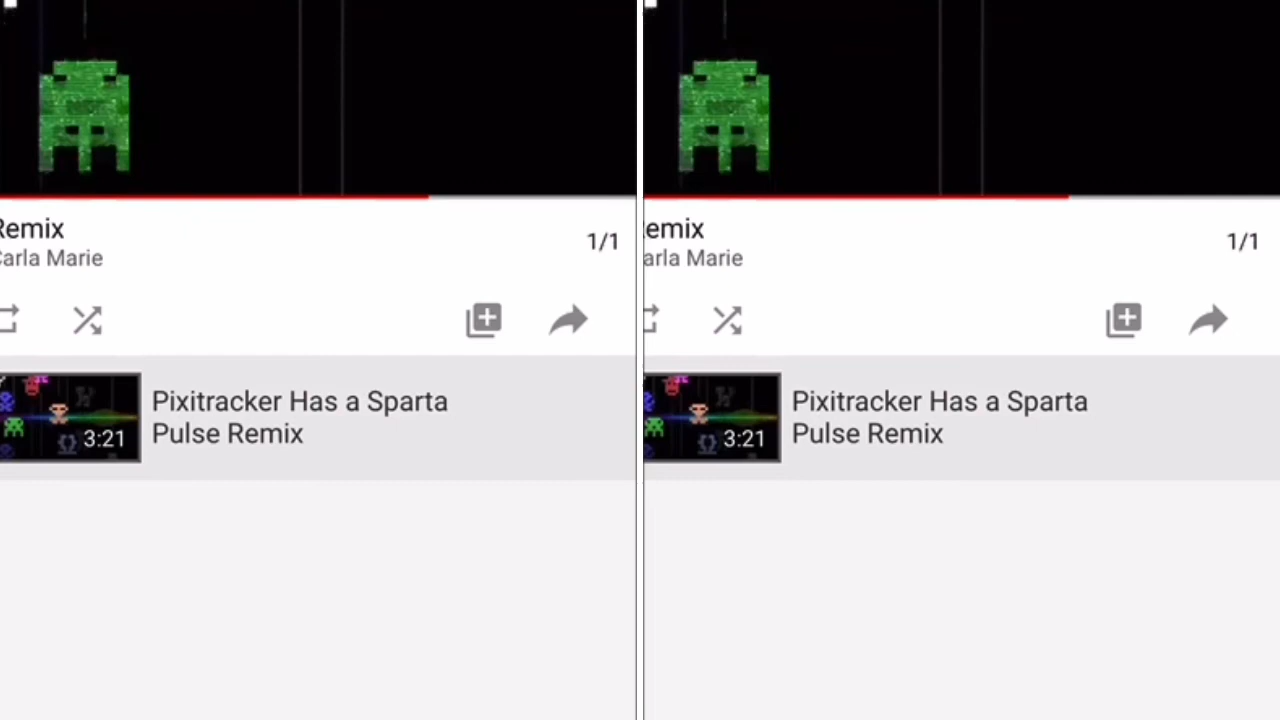 Remix
Carla Marie
1/1
3:21
Pixitracker Has a Sparta
Pulse Remix
emix
arla Marie
1/1
3:21
Pixitracker Has a Sparta
Pulse Remix